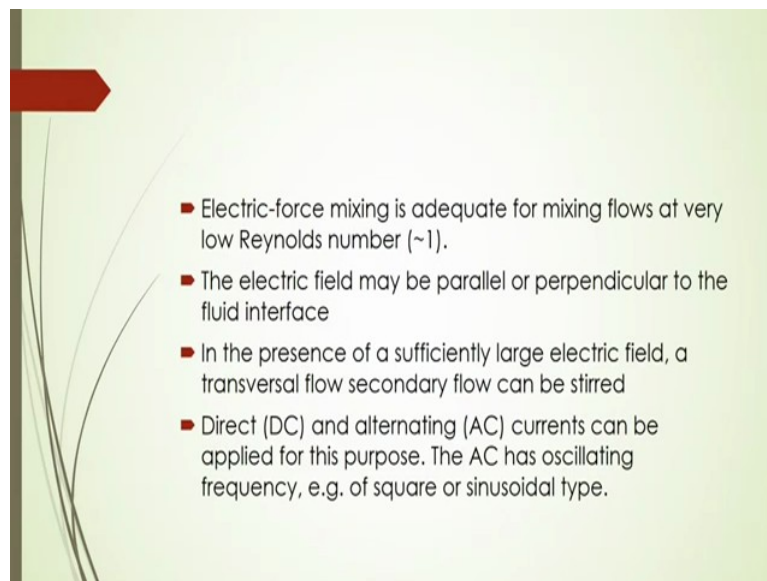 Electric-force mixing is adequate for mixing flows at very
low Reynolds number (~1).
The electric field may be parallel or perpendicular to the
fluid interface
In the presence of a sufficiently large electric field, a
transversal flow secondary flow can be stirred
Direct (DC) and alternating (AC) currents can be
applied for this purpose. The AC has oscillating
frequency, e.g. of square or sinusoidal type.